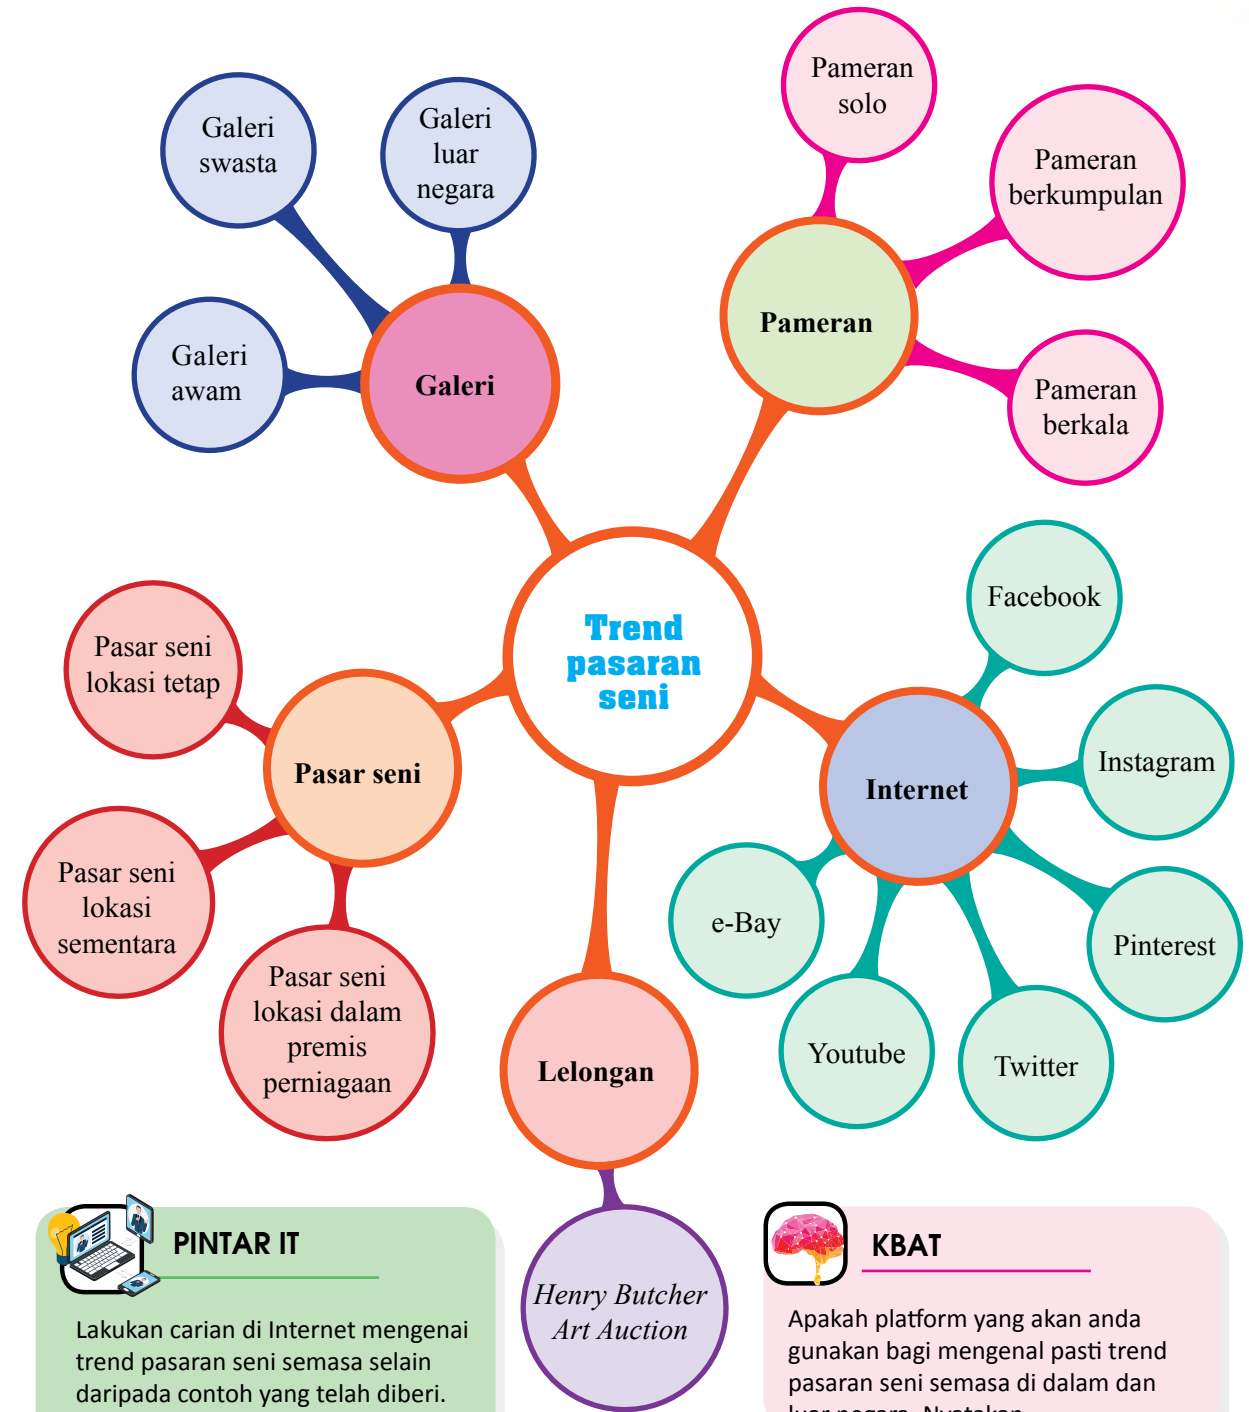 Pameran
solo
Pameran
berkumpulan
Pameran
berkala
Pameran
Galeri
swasta
Galeri
luar
negara
Galeri
awam
Galeri
Trend
pasaran
seni
Facebook
Instagram
Pinterest
Twitter
Youtube
e-Bay
Internet
Pasar seni
lokasi tetap
Pasar seni
lokasi
sementara
Pasar seni
lokasi dalam
premis
perniagaan
Pasar seni
Lelongan
Henry Butcher
Art Auction
PINTAR IT
Lakukan carian di Internet mengenai
trend pasaran seni semasa selain
daripada contoh yang telah diberi.
KBAT
Apakah platform yang akan anda
gunakan bagi mengenal pasti trend
pasaran seni semasa di dalam dan
luar negara. Nyatakan